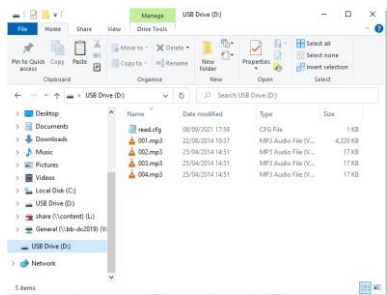 Manage
USB Drive (D:)
File
Home
Share
View
Drive Tools
Pin to Quick access
Copy
Paste
Move to
Copy to
Delete
Rename
New folder
Properties
Select all
Select none
Invert selection
Clipboard
Organise
New
Open
Select
USB Drive (D:)
Search USB Drive (D:)
Desktop
Documents
Downloads
Music
Pictures
Videos
Local Disk (C:)
USB Drive (D:)
share (\\content) (L:)
General (\\bb-dc2019) (
USB Drive (D:)
Network
Name
Date modified
Type
Size
read.cfg
08/09/2021 17:59
CFG File
1 KB
001.mp3
22/08/2014 10:37
MP3 Audio File (V...
4,220 KB
002.mp3
25/04/2014 14:51
MP3 Audio File (V...
17 KB
003.mp3
25/04/2014 14:51
MP3 Audio File (V...
17 KB
004.mp3
25/04/2014 14:51
MP3 Audio File (V...
17 KB
5 items